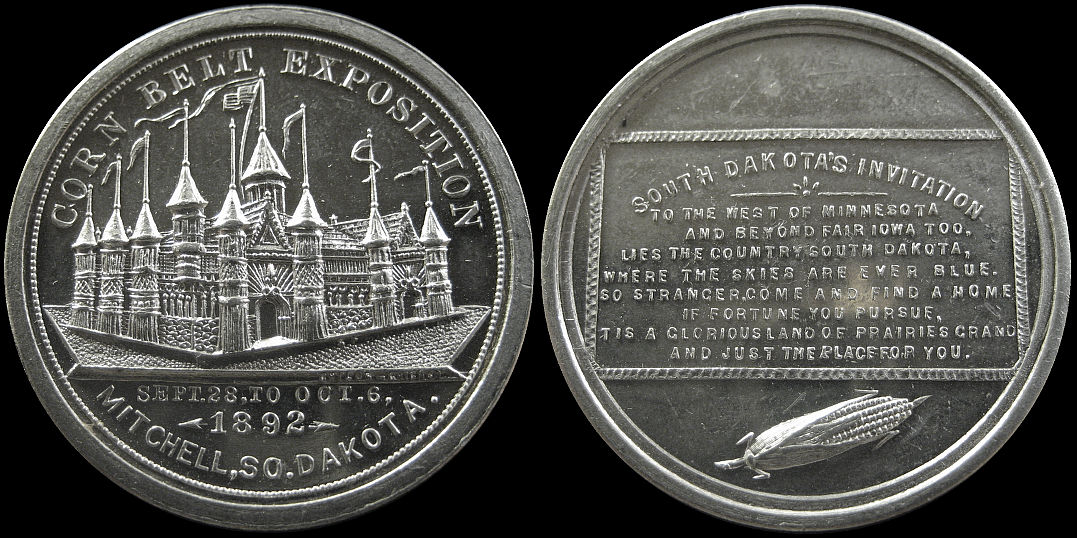 CORN BELT EXPOSITION
SEPT. 28, TO OCT. 6,
1892
MITCHELL, SO. DAKOTA.
SOUTH DAKOTA'S INVITATION
TO THE WEST OF MINNESOTA
AND BEYOND FAIR IOWA TOO,
LIES THE COUNTRY, SOUTH DAKOTA,
WHERE THE SKIES ARE EVER BLUE.
SO STRANGER, COME AND FIND A HOME
IF FORTUNE YOU PURSUE,
TIS A GLORIOUS LAND OF PRAIRIES GRAND
AND JUST THE PLACE FOR YOU.